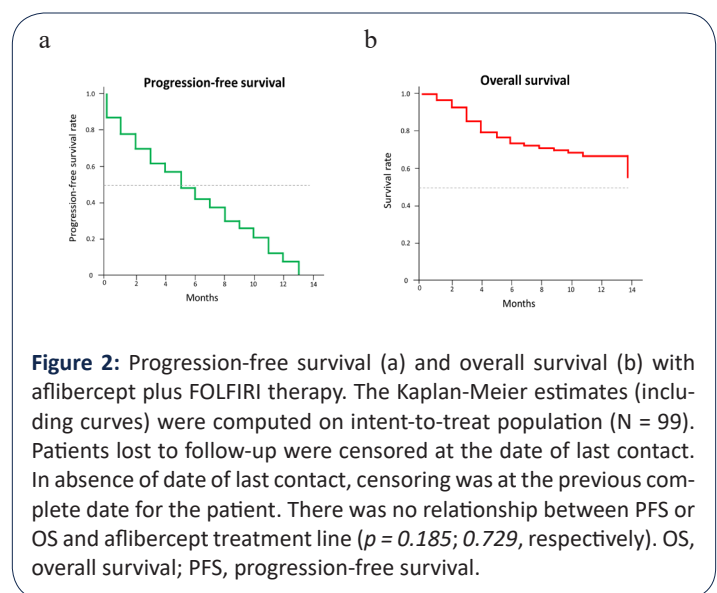 a
b
Progression-free survival
Overall survival
Progression-free survival rate
1.0
0.8
0.6
0.4
0.2
0
0 2 4 6 8 10 12 14
Months
Survival rate
1.0
0.8
0.6
0.4
0.2
0
0 2 4 6 8 10 12 14
Months
Figure 2: Progression-free survival (a) and overall survival (b) with
aflibercept plus FOLFIRI therapy. The Kaplan-Meier estimates (inclu-
ding curves) were computed on intent-to-treat population (N = 99).
Patients lost to follow-up were censored at the date of last contact.
In absence of date of last contact, censoring was at the previous com-
plete date for the patient. There was no relationship between PFS or
OS and aflibercept treatment line (p = 0.185; 0.729, respectively). OS,
overall survival; PFS, progression-free survival.